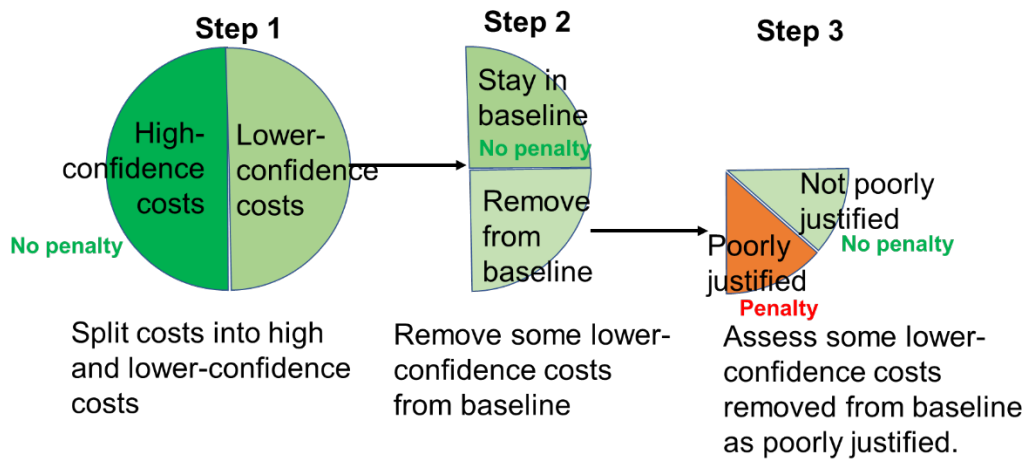 Step 1
High-
confidence
costs
Lower-
confidence
costs
No penalty
Split costs into high
and lower-confidence
costs
Step 2
Stay in
baseline
No penalty
Remove
from
baseline
Remove some lower-
confidence costs
from baseline
Step 3
Not poorly
justified
No penalty
Poorly
justified
Penalty
Assess some lower-
confidence costs
removed from baseline
as poorly justified.